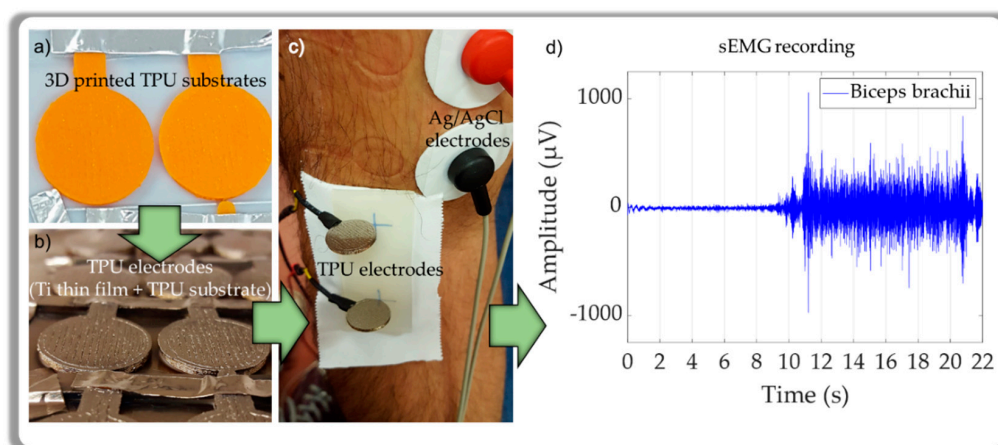 a)
3D printed TPU substrates
b)
TPU electrodes
(Ti thin film + TPU substrate)
c)
Ag/AgCl
electrodes
TPU electrodes
d)
sEMG recording
Biceps brachii
Amplitude (µV)
1000
0
-1000
0 2 4 6 8 10 12 14 16 18 20 22
Time (s)